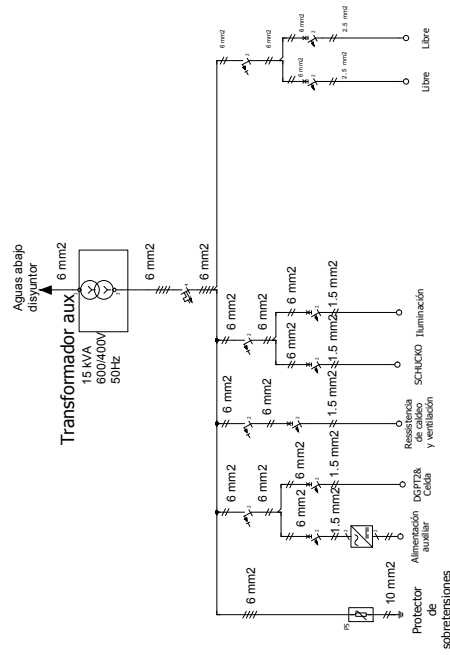 Aguas abajo
disyuntor
6 mm2
Transformador aux
15 kVA
600/400V
50Hz
6 mm2
6 mm2
6 mm2
6 mm2
6 mm2
2.5 mm2
6 mm2
2.5 mm2
Libre
Libre
6 mm2
6 mm2
6 mm2
1.5 mm2
6 mm2
1.5 mm2
Iluminación
SCHUCKO
6 mm2
6 mm2
1.5 mm2
Ressistencia
de caldeo
y ventilación
6 mm2
6 mm2
6 mm2
1.5 mm2
6 mm2
1.5 mm2
DGPT2&
Celda
Alimentación
auxiliar
6 mm2
PS
10 mm2
Protector
de
sobretensiones